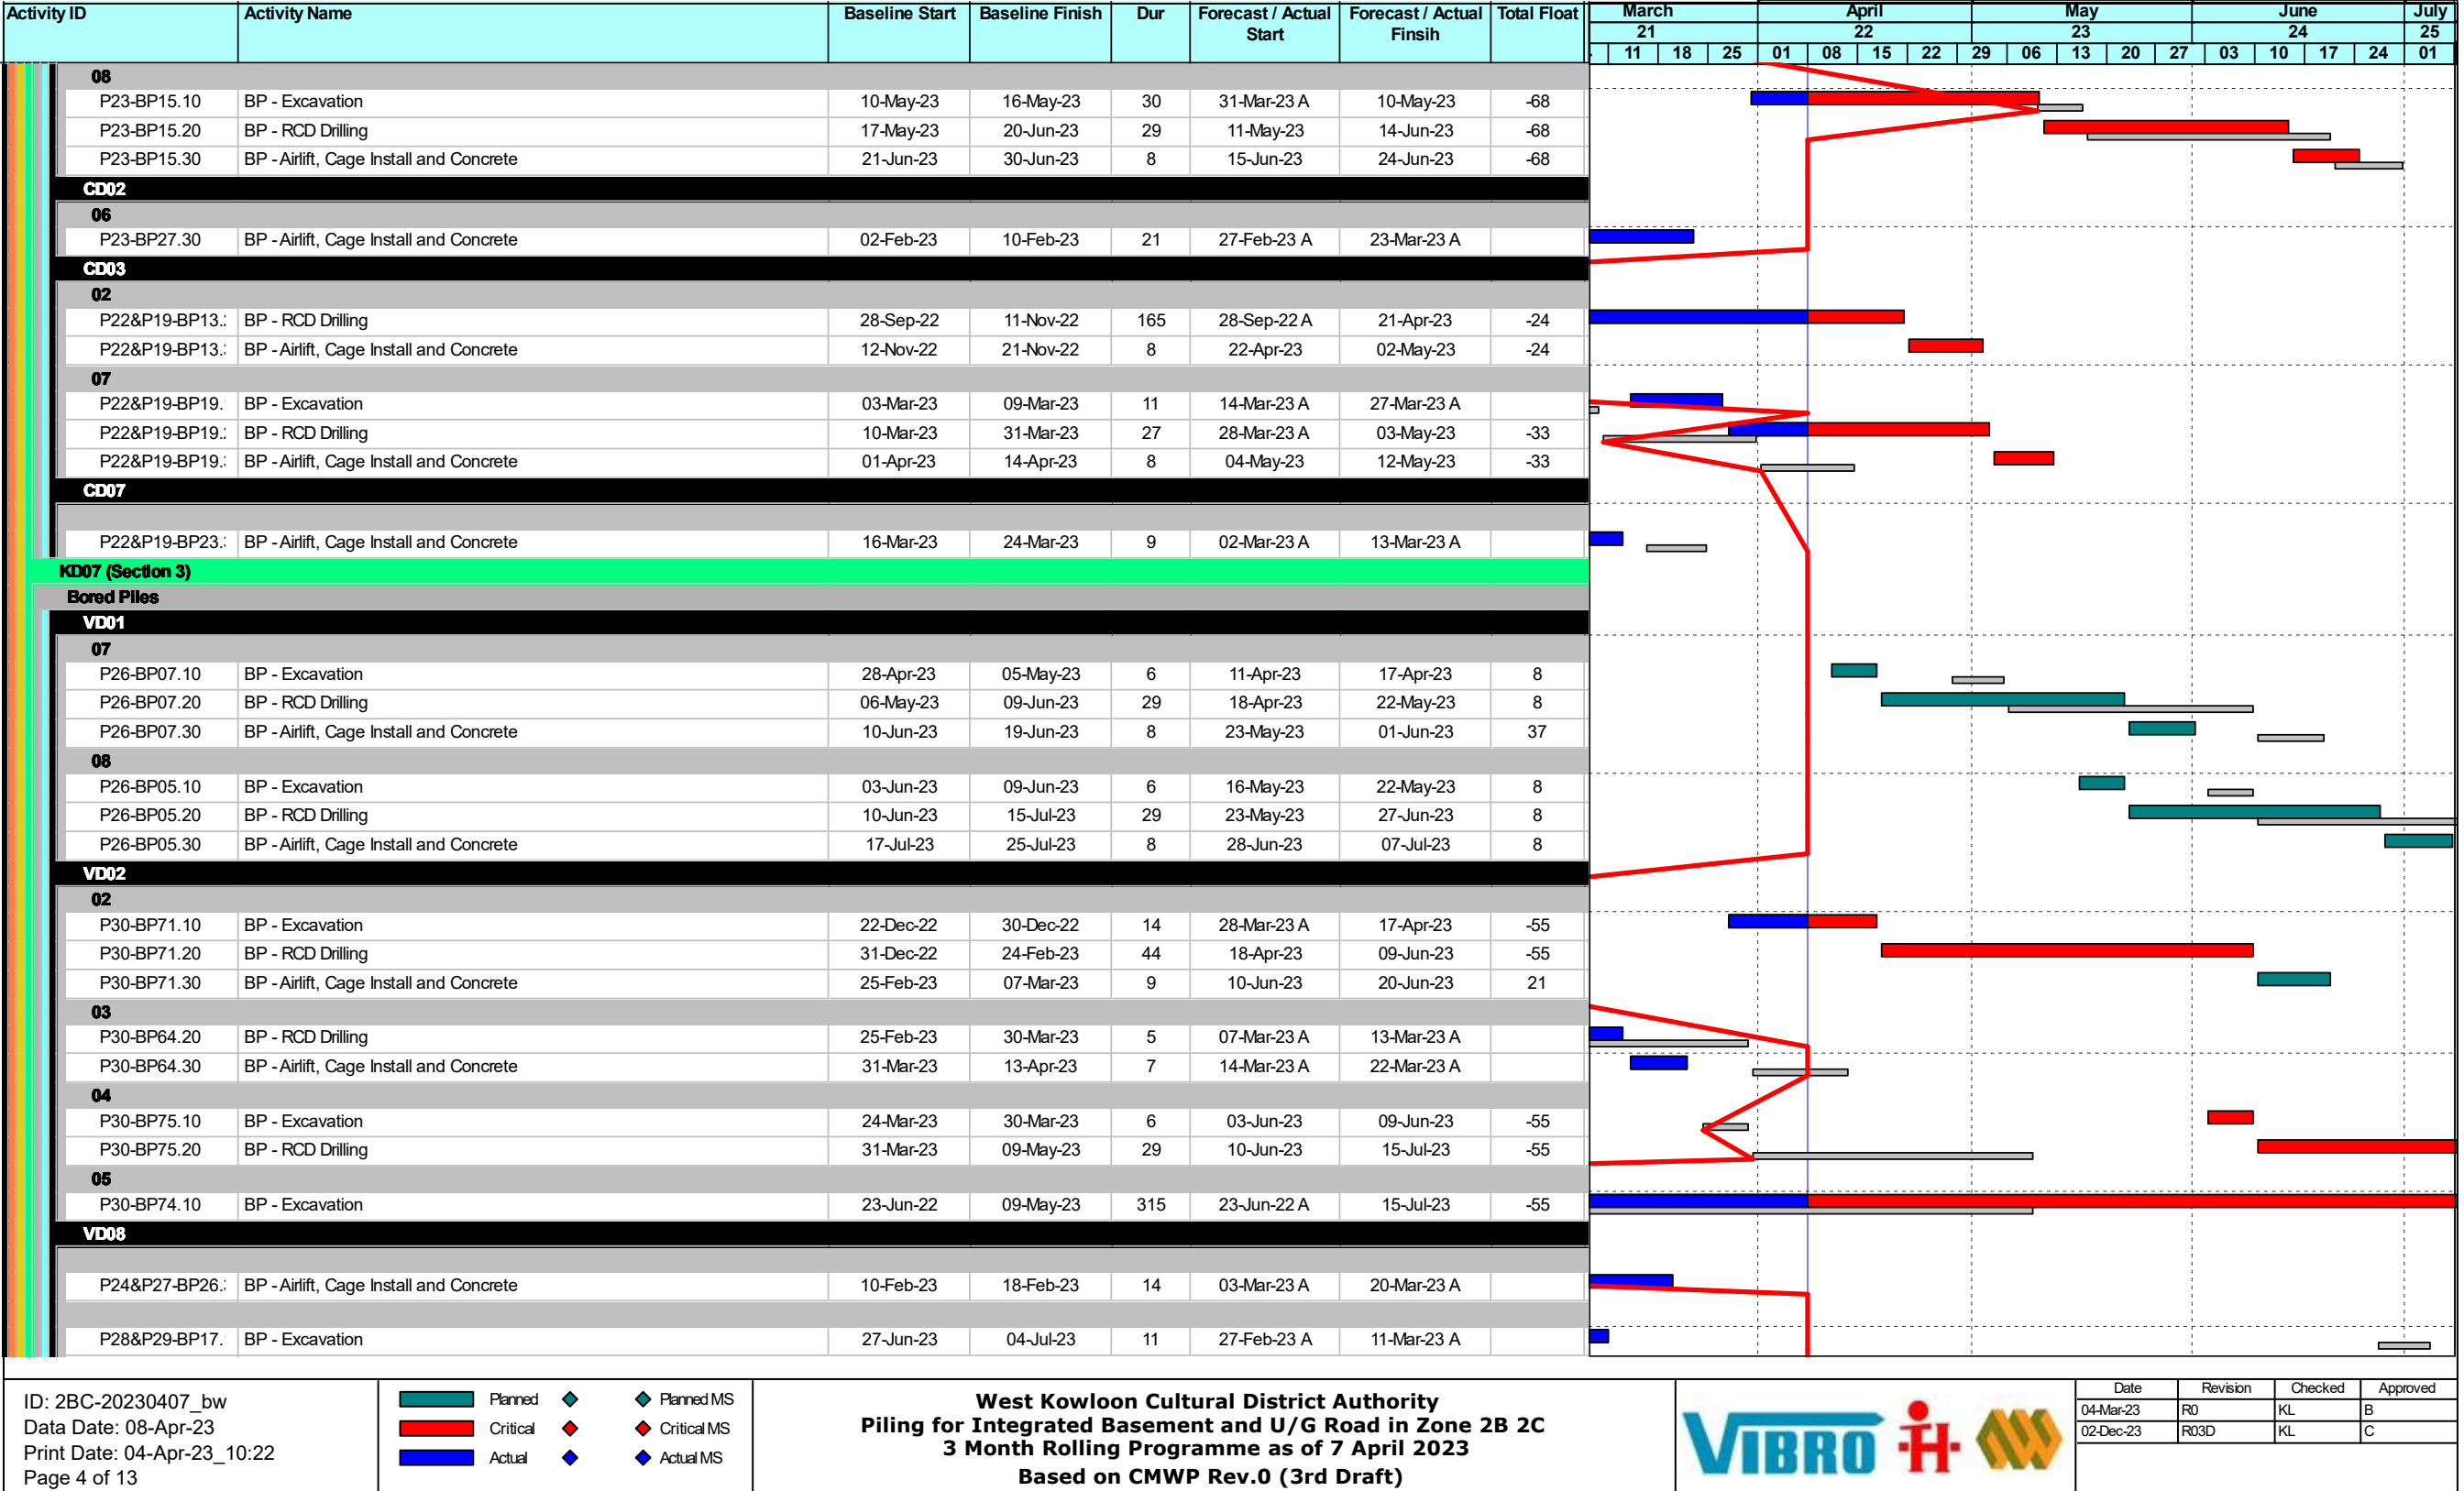 Activity ID Activity Name Baseline Start Baseline Finish Dur Forecast / Actual Start Forecast / Actual Finsih Total Float March April May June July
21 22 23 24 25
11 18 25 01 08 15 22 29 06 13 20 27 03 10 17 24 01
08
P23-BP15.10 BP - Excavation 10-May-23 16-May-23 30 31-Mar-23 A 10-May-23 -68
P23-BP15.20 BP - RCD Drilling 17-May-23 20-Jun-23 29 11-May-23 14-Jun-23 -68
P23-BP15.30 BP - Airlift, Cage Install and Concrete 21-Jun-23 30-Jun-23 8 15-Jun-23 24-Jun-23 -68
CD02
06
P23-BP27.30 BP - Airlift, Cage Install and Concrete 02-Feb-23 10-Feb-23 21 27-Feb-23 A 23-Mar-23 A
CD03
02
P22&P19-BP13. BP - RCD Drilling 28-Sep-22 11-Nov-22 165 28-Sep-22 A 21-Apr-23 -24
P22&P19-BP13. BP - Airlift, Cage Install and Concrete 12-Nov-22 21-Nov-22 8 22-Apr-23 02-May-23 -24
07
P22&P19-BP19. BP - Excavation 03-Mar-23 09-Mar-23 11 14-Mar-23 A 27-Mar-23 A
P22&P19-BP19. BP - RCD Drilling 10-Mar-23 31-Mar-23 27 28-Mar-23 A 03-May-23 -33
P22&P19-BP19. BP - Airlift, Cage Install and Concrete 01-Apr-23 14-Apr-23 8 04-May-23 12-May-23 -33
CD07
P22&P19-BP23. BP - Airlift, Cage Install and Concrete 16-Mar-23 24-Mar-23 9 02-Mar-23 A 13-Mar-23 A
KD07 (Section 3)
Bored Piles
VD01
07
P26-BP07.10 BP - Excavation 28-Apr-23 05-May-23 6 11-Apr-23 17-Apr-23 8
P26-BP07.20 BP - RCD Drilling 06-May-23 09-Jun-23 29 18-Apr-23 22-May-23 8
P26-BP07.30 BP - Airlift, Cage Install and Concrete 10-Jun-23 19-Jun-23 8 23-May-23 01-Jun-23 37
08
P26-BP05.10 BP - Excavation 03-Jun-23 09-Jun-23 6 16-May-23 22-May-23 8
P26-BP05.20 BP - RCD Drilling 10-Jun-23 15-Jul-23 29 23-May-23 27-Jun-23 8
P26-BP05.30 BP - Airlift, Cage Install and Concrete 17-Jul-23 25-Jul-23 8 28-Jun-23 07-Jul-23 8
VD02
02
P30-BP71.10 BP - Excavation 22-Dec-22 30-Dec-22 14 28-Mar-23 A 17-Apr-23 -55
P30-BP71.20 BP - RCD Drilling 31-Dec-22 24-Feb-23 44 18-Apr-23 09-Jun-23 -55
P30-BP71.30 BP - Airlift, Cage Install and Concrete 25-Feb-23 07-Mar-23 9 10-Jun-23 20-Jun-23 21
03
P30-BP64.20 BP - RCD Drilling 25-Feb-23 30-Mar-23 5 07-Mar-23 A 13-Mar-23 A
P30-BP64.30 BP - Airlift, Cage Install and Concrete 31-Mar-23 13-Apr-23 7 14-Mar-23 A 22-Mar-23 A
04
P30-BP75.10 BP - Excavation 24-Mar-23 30-Mar-23 6 03-Jun-23 09-Jun-23 -55
P30-BP75.20 BP - RCD Drilling 31-Mar-23 09-May-23 29 10-Jun-23 15-Jul-23 -55
05
P30-BP74.10 BP - Excavation 23-Jun-22 09-May-23 315 23-Jun-22 A 15-Jul-23 -55
VD08
P24&P27-BP26. BP - Airlift, Cage Install and Concrete 10-Feb-23 18-Feb-23 14 03-Mar-23 A 20-Mar-23 A
P28&P29-BP17. BP - Excavation 27-Jun-23 04-Jul-23 11 27-Feb-23 A 11-Mar-23 A
ID: 2BC-20230407_bw
Data Date: 08-Apr-23
Print Date: 04-Apr-23_10:22
Page 4 of 13
Planned Planned MS
Critical Critical MS
Actual Actual MS
West Kowloon Cultural District Authority
Piling for Integrated Basement and U/G Road in Zone 2B 2C
3 Month Rolling Programme as of 7 April 2023
Based on CMWP Rev.0 (3rd Draft)
VIBRO
Date Revision Checked Approved
04-Mar-23 R0 KL B
02-Dec-23 R03D KL C